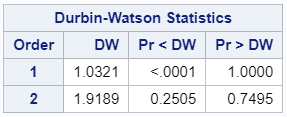 Durbin-Watson Statistics
Order DW Pr < DW Pr > DW
1 1.0321 <.0001 1.0000
2 1.9189 0.2505 0.7495